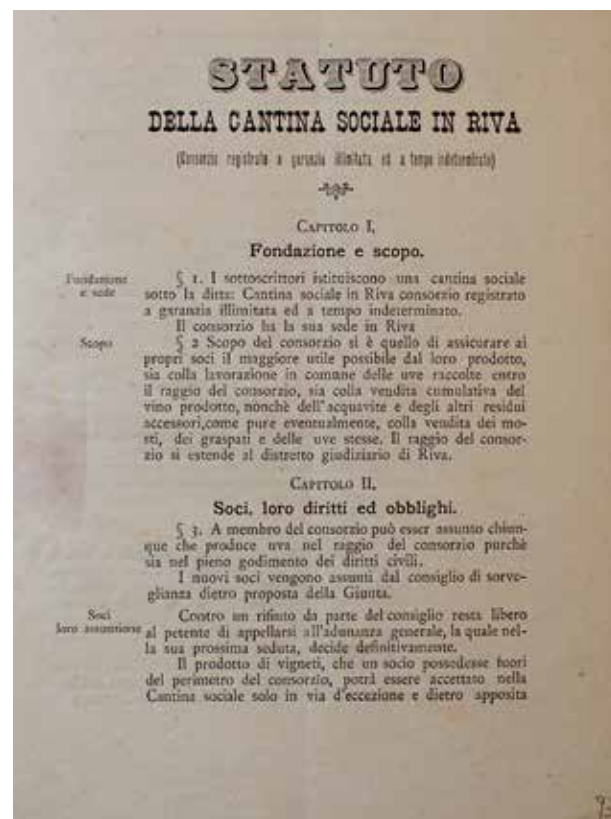 STATUTO
DELLA CANTINA SOCIALE IN RIVA
(Consorzio registrato a garanzia illimitata ed a tempo indeterminato)
CAPITOLO I.
Fondazione e scopo.
Fondazione
e sede
§ 1. I sottoscrittori istituiscono una cantina sociale
sotto la ditta: Cantina sociale in Riva consorzio registrato
a garanzia illimitata ed a tempo indeterminato.
Il consorzio ha la sua sede in Riva
Scopo
§ 2 Scopo del consorzio si è quello di assicurare ai
propri soci il maggiore utile possibile dal loro prodotto,
sia colla lavorazione in comune delle uve raccolte entro
il raggio del consorzio, sia colla vendita cumulativa del
vino prodotto, nonchè dell'acquavite e degli altri residui
accessori,come pure eventualmente, colla vendita dei mo-
sti, dei graspati e delle uve stesse. Il raggio del consor-
zio si estende al distretto giudiziario di Riva.
CAPITOLO II.
Soci, loro diritti ed obblighi.
§ 3. A membro del consorzio può esser assunto chiun-
que che produce uva nel raggio del consorzio purchè
sia nel pieno godimento dei diritti civili.
I nuovi soci vengono assunti dal consiglio di sorve-
glianza dietro proposta della Giunta.
Soci
loro assunzione
Contro un rifiuto da parte del consiglio resta libero
al petente di appellarsi all'adunanza generale, la quale nel-
la sua prossima seduta, decide definitivamente.
Il prodotto di vigneti, che un socio possedesse fuori
del perimetro del consorzio, potrà essere accettato nella
Cantina sociale solo in via d'eccezione e dietro apposita